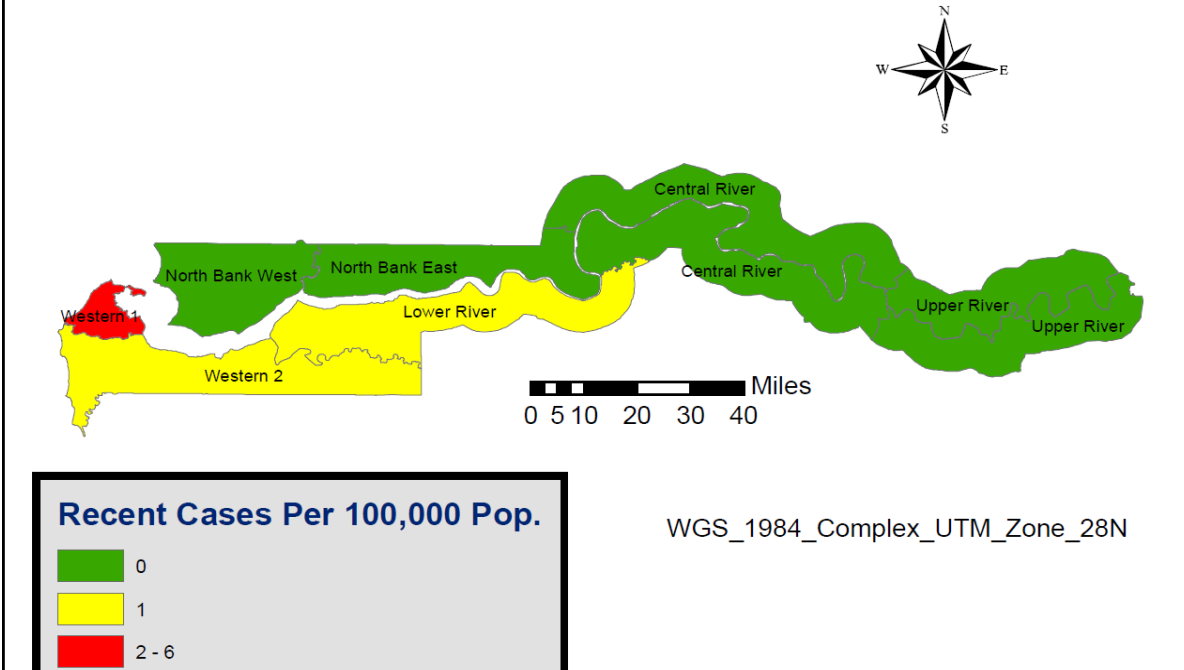 N
W E
S
Central River
North Bank West
North Bank East
Central River
Western 1
Lower River
Upper River
Upper River
Western 2
Miles
0 5 10 20 30 40
Recent Cases Per 100,000 Pop.
WGS_1984_Complex_UTM_Zone_28N
0
1
2 - 6